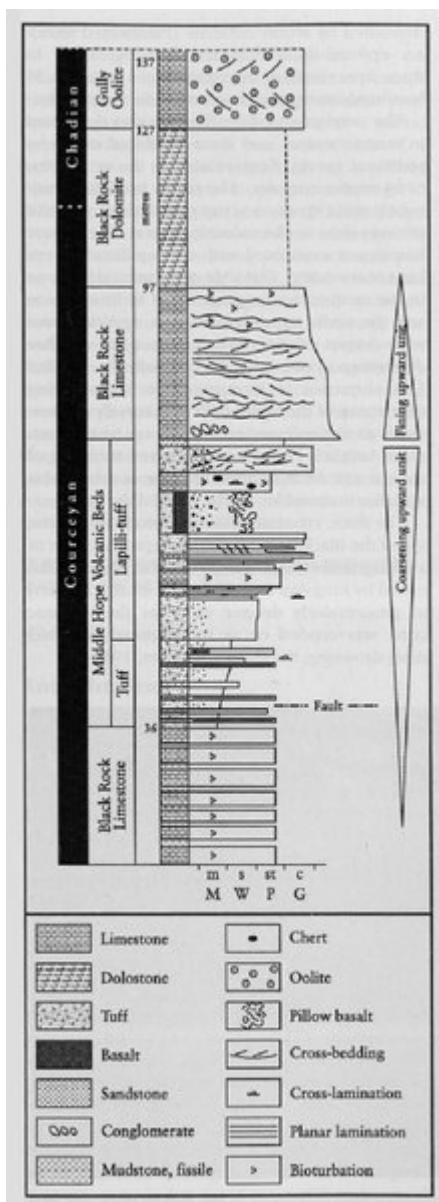 Chadian
Courceyan
Gully
Oolite
Black Rock
Dolomite
Black Rock
Limestone
Middle Hope Volcanic Beds
Lapilli-tuff
Tuff
Black Rock
Limestone
137
127
metres
97
36
Fining upward unit
Coarsening upward unit
Fault
m s st c
M W P G
Limestone
Chert
Dolostone
Oolite
Tuff
Pillow basalt
Basalt
Cross-bedding
Sandstone
Cross-lamination
Conglomerate
Planar lamination
Mudstone, fissile
Bioturbation